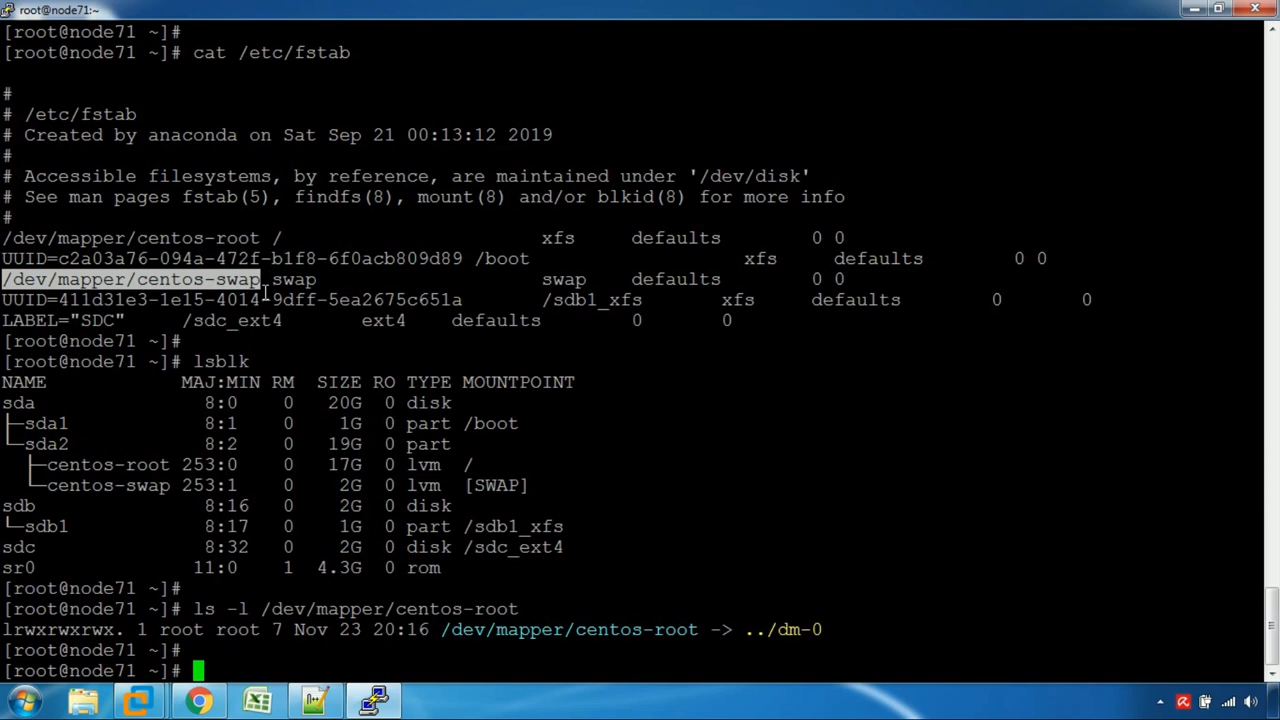 root@node71:~
[root@node71 ~]#
[root@node71 ~]# cat /etc/fstab
#
# /etc/fstab
# Created by anaconda on Sat Sep 21 00:13:12 2019
#
# Accessible filesystems, by reference, are maintained under '/dev/disk'
# See man pages fstab(5), findfs(8), mount(8) and/or blkid(8) for more info
#
/dev/mapper/centos-root / xfs defaults 0 0
UUID=c2a03a76-094a-472f-b1f8-6f0acb809d89 /boot xfs defaults 0 0
/dev/mapper/centos-swap swap swap defaults 0 0
UUID=411d31e3-1e15-4014-9dff-5ea2675c651a /sdb1_xfs xfs defaults 0 0
LABEL="SDC" /sdc_ext4 ext4 defaults 0 0
[root@node71 ~]#
[root@node71 ~]# lsblk
NAME MAJ:MIN RM SIZE RO TYPE MOUNTPOINT
sda 8:0 0 20G 0 disk
├─sda1 8:1 0 1G 0 part /boot
└─sda2 8:2 0 19G 0 part
├─centos-root 253:0 0 17G 0 lvm /
└─centos-swap 253:1 0 2G 0 lvm [SWAP]
sdb 8:16 0 2G 0 disk
└─sdb1 8:17 0 1G 0 part /sdb1_xfs
sdc 8:32 0 2G 0 disk /sdc_ext4
sr0 11:0 1 4.3G 0 rom
[root@node71 ~]#
[root@node71 ~]# ls -l /dev/mapper/centos-root
lrwxrwxrwx. 1 root root 7 Nov 23 20:16 /dev/mapper/centos-root -> ../dm-0
[root@node71 ~]#
[root@node71 ~]#